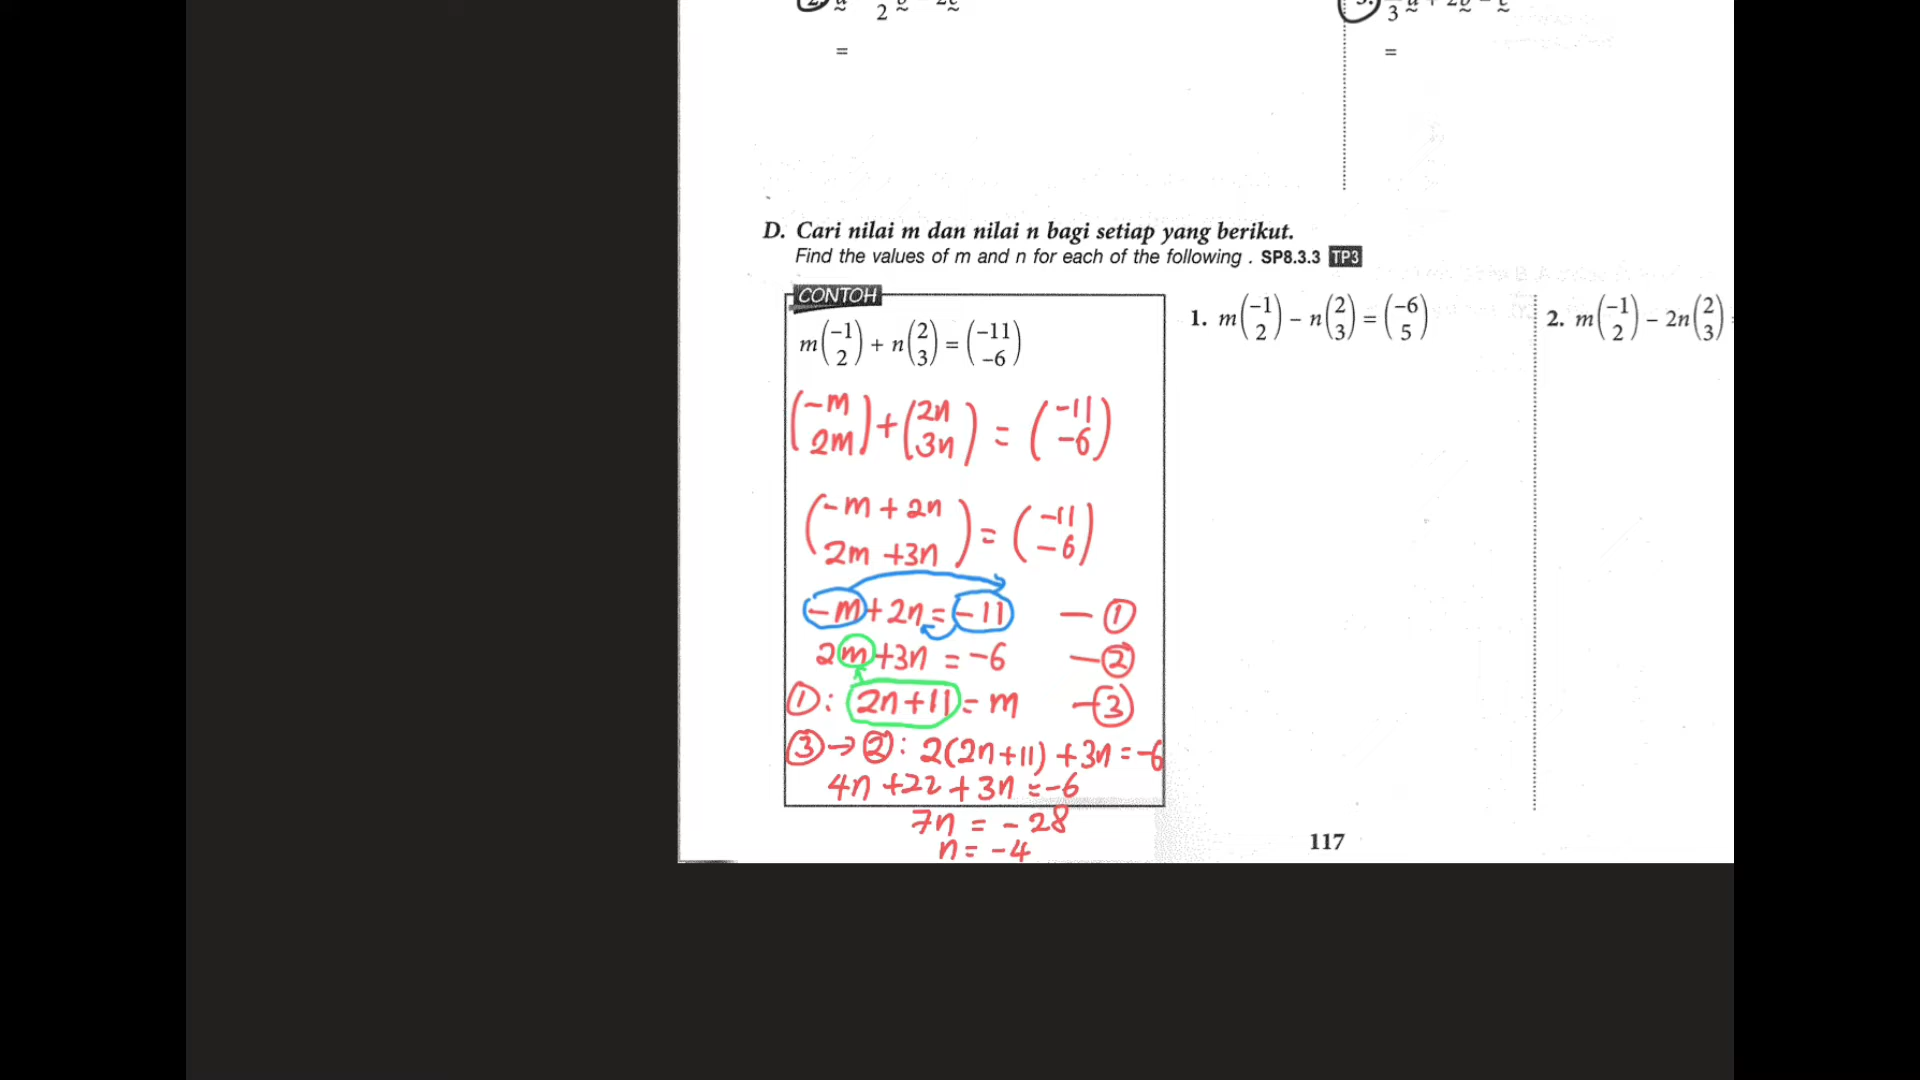 =
=
D. Cari nilai m dan nilai n bagi setiap yang berikut.
Find the values of m and n for each of the following . SP8.3.3 TP3
CONTOH
m(−1 2) + n(2 3) = (−11 −6)
(−m 2m) + (2n 3n) = (−11 −6)
(−m + 2n 2m + 3n) = (−11 −6)
−m + 2n = −11 — ①
2m + 3n = −6 — ②
①: 2n + 11 = m — ③
③ → ②: 2(2n + 11) + 3n = −6
4n + 22 + 3n = −6
7n = −28
n = −4
1. m(−1 2) − n(2 3) = (−6 5)
2. m(−1 2) − 2n(2 3)
117